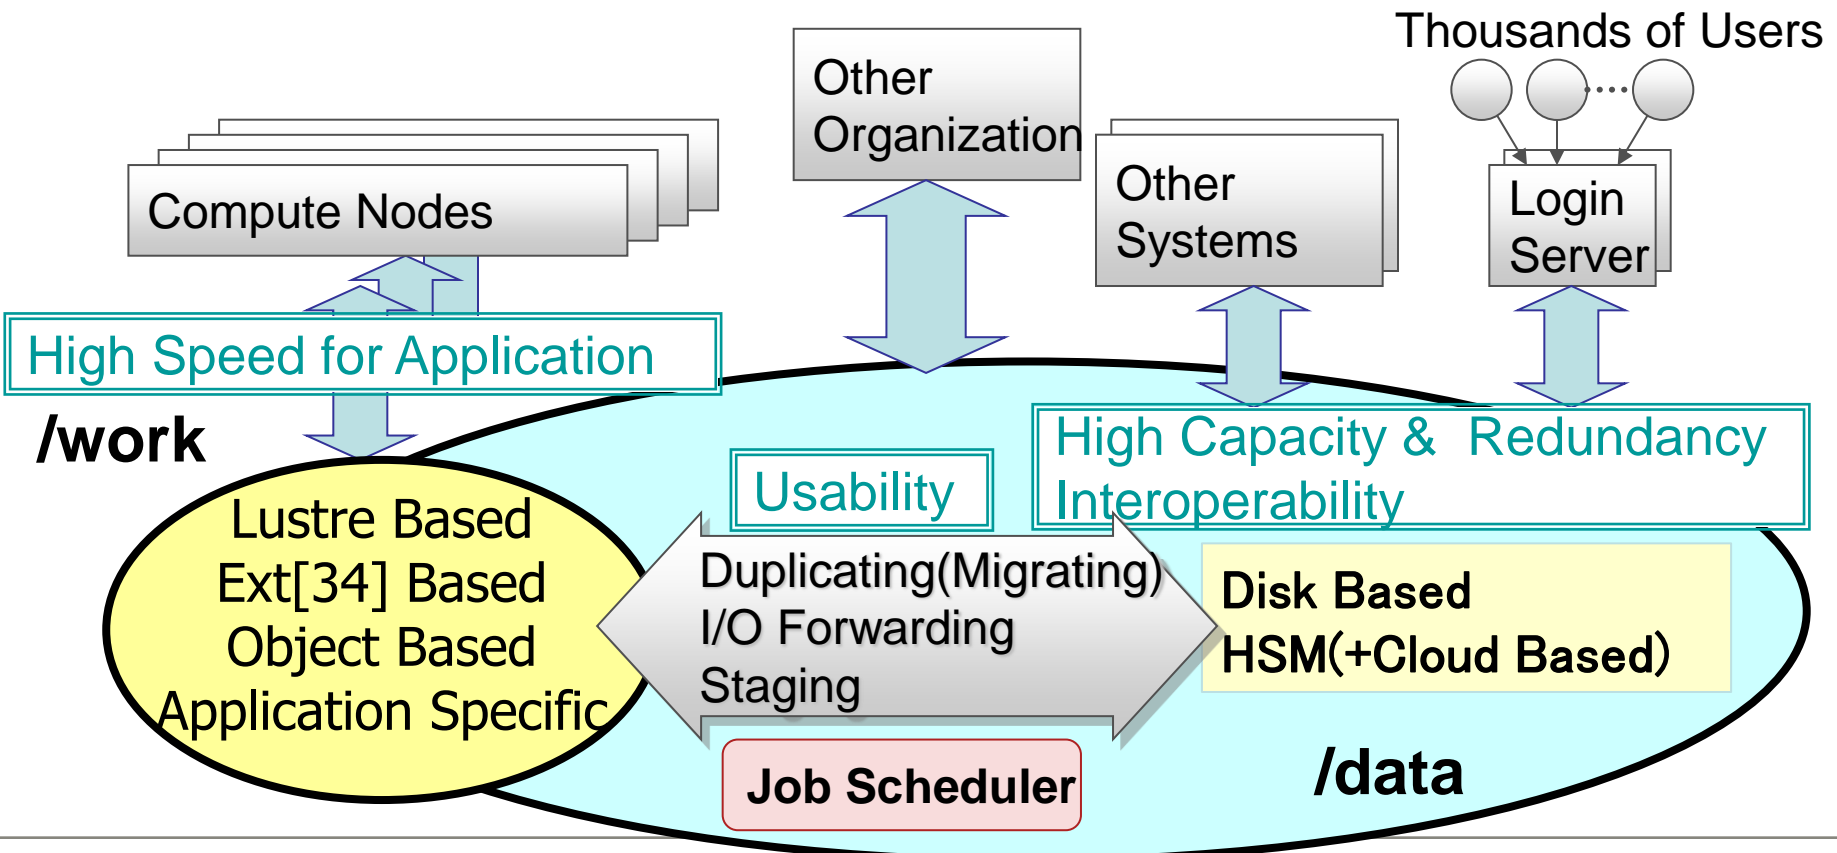 Thousands of Users
Other
Organization
Compute Nodes
Other
Systems
Login
Server
High Speed for Application
/work
Usability
High Capacity & Redundancy
Interoperability
Lustre Based
Ext[34] Based
Object Based
Application Specific
Duplicating(Migrating)
I/O Forwarding
Staging
Disk Based
HSM(+Cloud Based)
Job Scheduler
/data